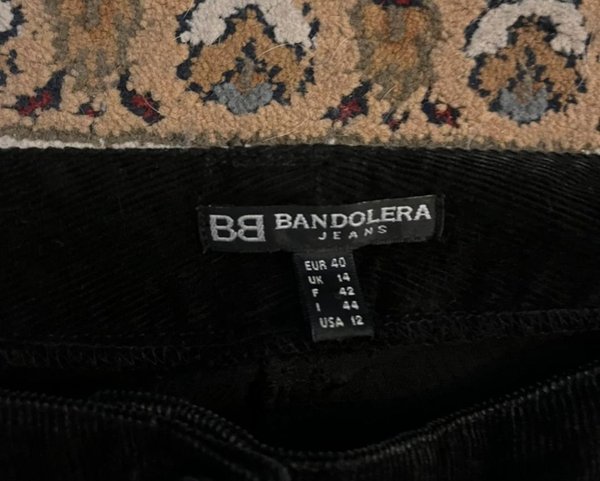 BB BANDOLERA
JEANS
EUR 40
UK 14
F 42
I 44
USA 12